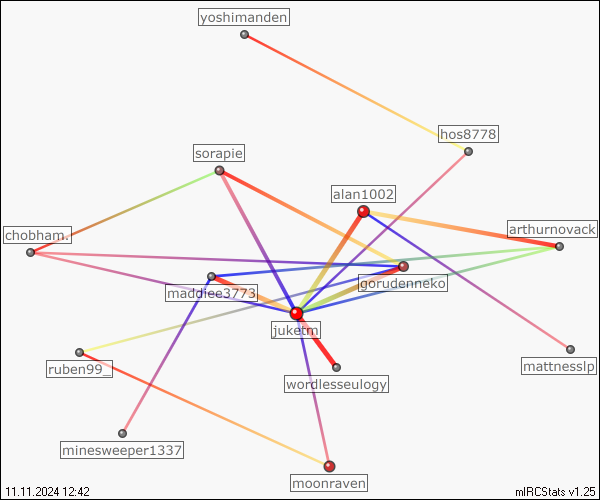 yoshimanden
hos8778
sorapie
alan1002
arthurnovack
chobham.
gorudenneko
maddlee3773
juketm
mattnesslp
ruben99_
wordlesseulogy
minesweeper1337
moonraven
11.11.2024 12:42
mIRCStats v1.25